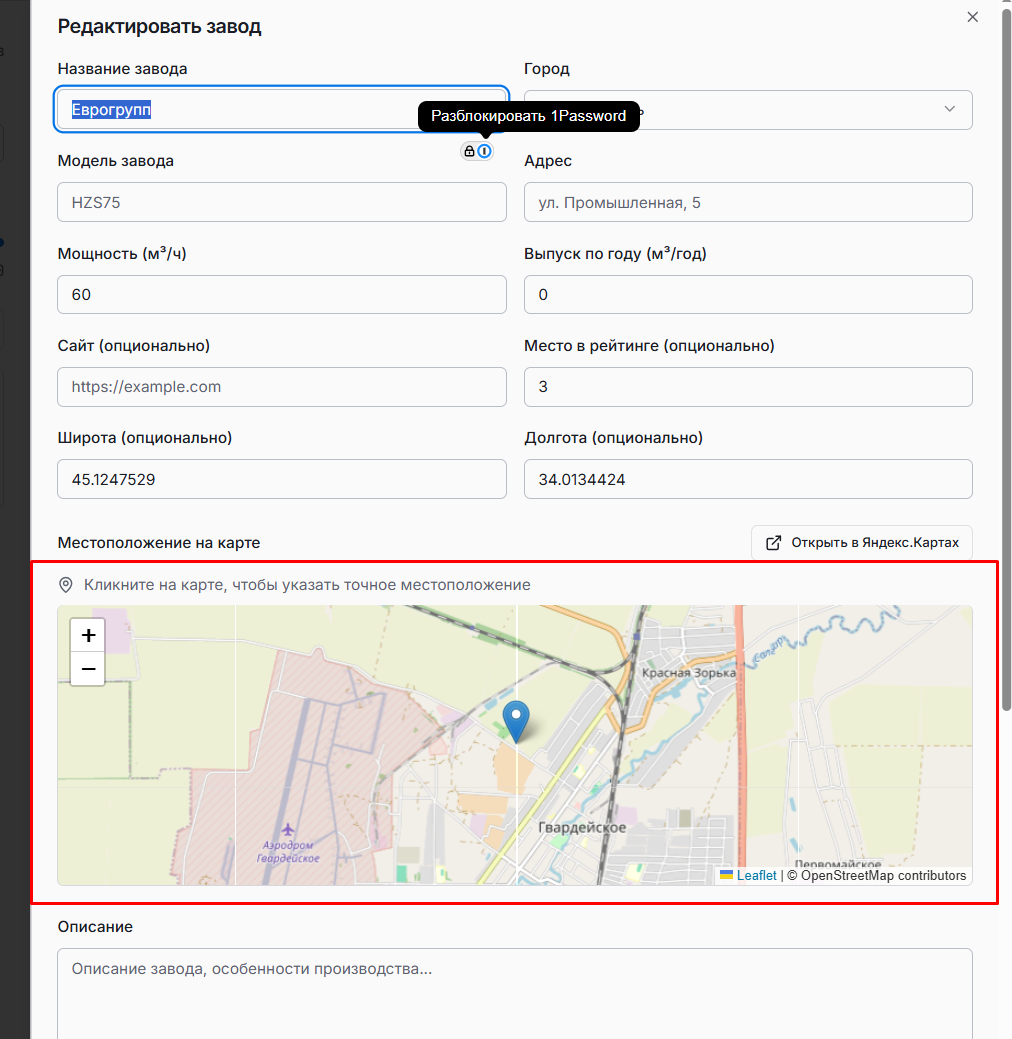 Редактировать завод
Название завода
Город
Еврогрупп
Разблокировать 1Password
Модель завода
Адрес
HZS75
ул. Промышленная, 5
Мощность (м³/ч)
Выпуск по году (м³/год)
60
0
Сайт (опционально)
Место в рейтинге (опционально)
https://example.com
3
Широта (опционально)
Долгота (опционально)
45.1247529
34.0134424
Местоположение на карте
Открыть в Яндекс.Картах
Кликните на карте, чтобы указать точное местоположение
+
−
Красная Зорька
Салгир
Гвардейское
Аэродром
Гвардейское
Первомайское
Leaflet | © OpenStreetMap contributors
Описание
Описание завода, особенности производства...